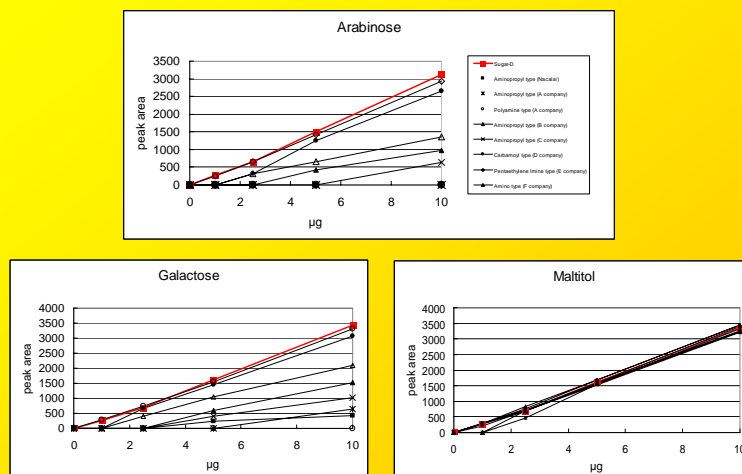 Arabinose
3500
3000
2500
2000
1500
1000
500
0
peak area
0 2 4 6 8 10
µg
Sugar-D
Aminopropyl type (Nacalai)
Aminopropyl type (A company)
Polyamine type (A company)
Aminopropyl type (B company)
Aminopropyl type (C company)
Carbamoyl type (D company)
Pentaethylene Imine type (E company)
Amino type (F company)
Galactose
4000
3500
3000
2500
2000
1500
1000
500
0
peak area
0 2 4 6 8 10
µg
Maltitol
4000
3500
3000
2500
2000
1500
1000
500
0
peak area
0 2 4 6 8 10
µg